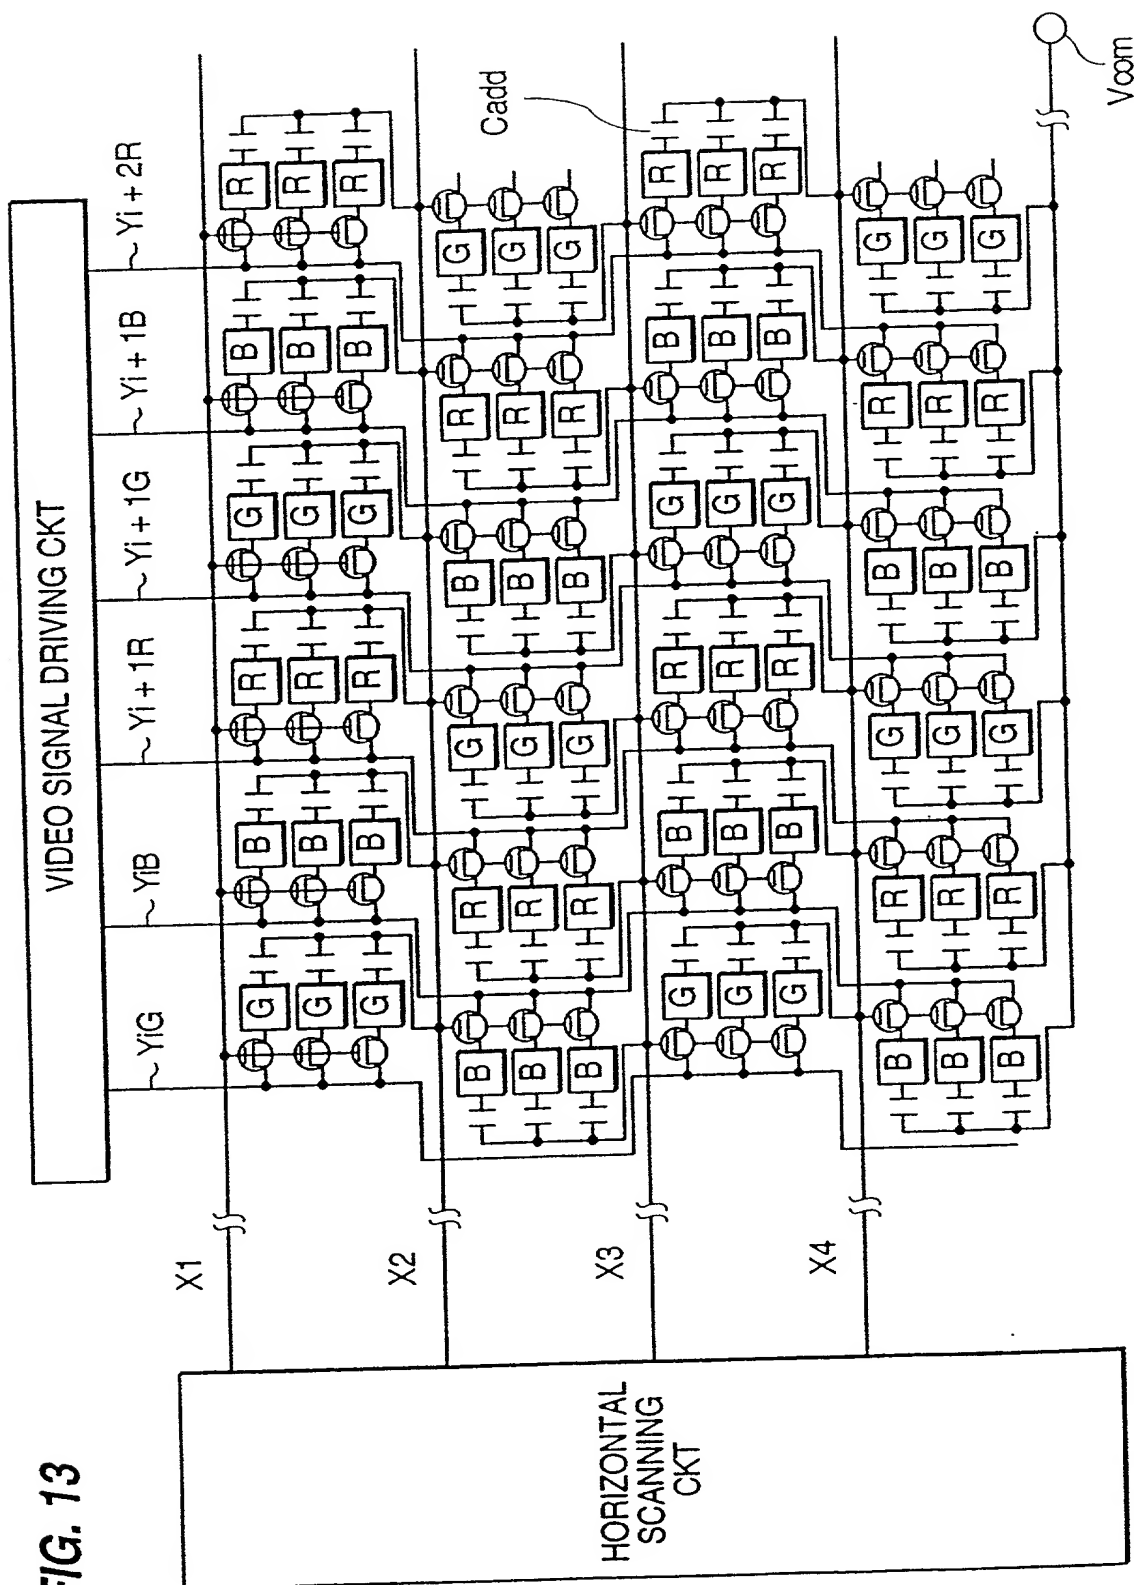 FIG. 13
VIDEO SIGNAL DRIVING CKT
YiG YiB Yi + 1R Yi + 1G Yi + 1B Yi + 2R
X1
G B R G B R
G B R G B R
G B R G B R
X2
B R G B R G
B R G B R G
B R G B R G
Cadd
X3
G B R G B R
G B R G B R
G B R G B R
X4
B R G B R G
B R G B R G
B R G B R G
Vcom
HORIZONTAL
SCANNING
CKT